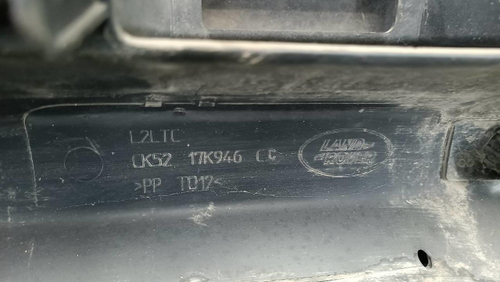 L2LTC
CK52 17K946 CC
>PP TD17<
LAND
ROVER